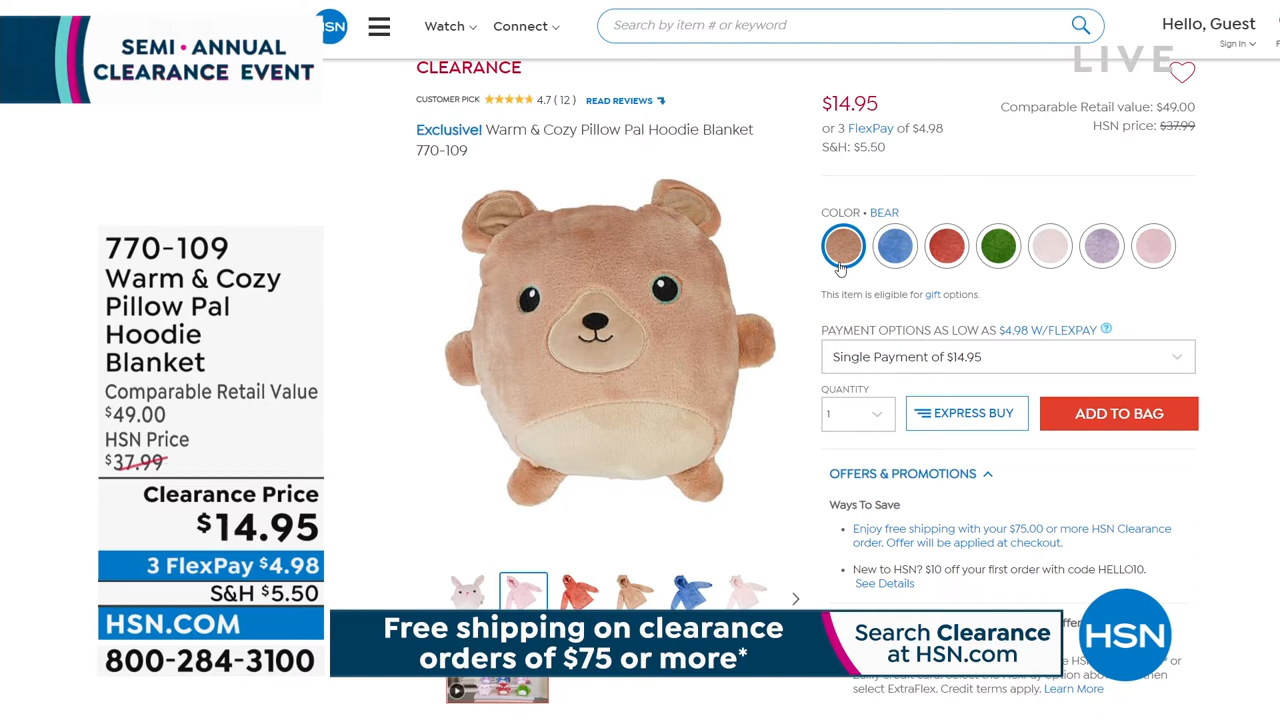 SEMI • ANNUAL
CLEARANCE EVENT
HSN
Watch
Connect
Search by item # or keyword
Hello, Guest
Sign In
LIVE
CLEARANCE
CUSTOMER PICK
4.7 ( 12 )
READ REVIEWS
Exclusive! Warm & Cozy Pillow Pal Hoodie Blanket
770-109
$14.95
or 3 FlexPay of $4.98
S&H: $5.50
Comparable Retail value: $49.00
HSN price: $37.99
COLOR • BEAR
This item is eligible for gift options.
PAYMENT OPTIONS AS LOW AS $4.98 W/FLEXPAY ?
Single Payment of $14.95
QUANTITY
1
EXPRESS BUY
ADD TO BAG
OFFERS & PROMOTIONS
Ways To Save
• Enjoy free shipping with your $75.00 or more HSN Clearance
order. Offer will be applied at checkout.
• New to HSN? $10 off your first order with code HELLO10.
See Details
select ExtraFlex. Credit terms apply. Learn More
770-109
Warm & Cozy
Pillow Pal
Hoodie
Blanket
Comparable Retail Value
$49.00
HSN Price
$37.99
Clearance Price
$14.95
3 FlexPay $4.98
S&H $5.50
HSN.COM
800-284-3100
Free shipping on clearance
orders of $75 or more*
Search Clearance
at HSN.com
HSN